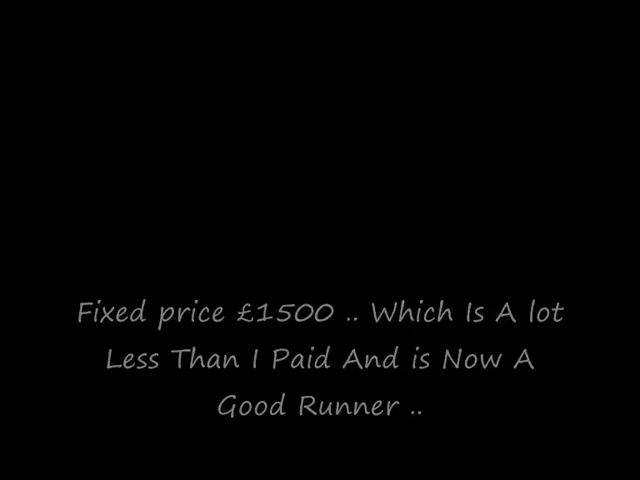 Fixed price £1500 .. Which Is A lot
Less Than I Paid And is Now A
Good Runner ..